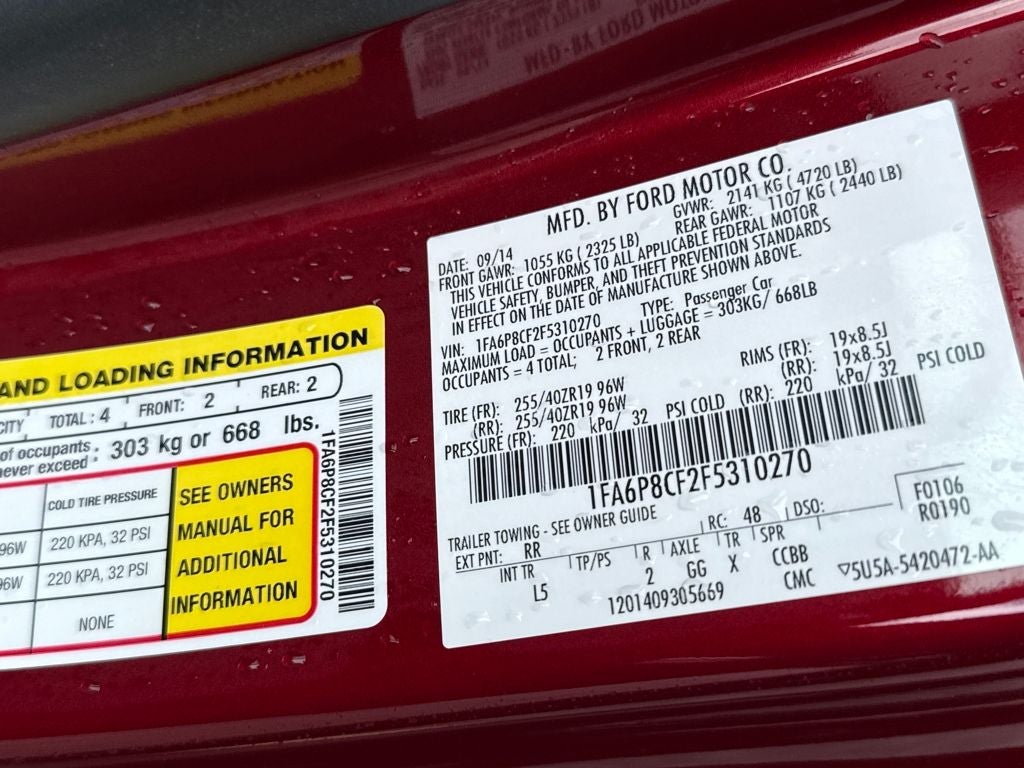 MFD. BY FORD MOTOR CO.
DATE: 09/14 GVWR: 2141 KG ( 4720 LB)
FRONT GAWR: 1055 KG ( 2325 LB) REAR GAWR: 1107 KG ( 2440 LB)
THIS VEHICLE CONFORMS TO ALL APPLICABLE FEDERAL MOTOR
VEHICLE SAFETY, BUMPER, AND THEFT PREVENTION STANDARDS
IN EFFECT ON THE DATE OF MANUFACTURE SHOWN ABOVE.
VIN: 1FA6P8CF2F5310270 TYPE: Passenger Car
MAXIMUM LOAD = OCCUPANTS + LUGGAGE = 303KG/ 668LB
OCCUPANTS = 4 TOTAL; 2 FRONT, 2 REAR
TIRE (FR): 255/40ZR19 96W RIMS (FR): 19x8.5J
(RR): 255/40ZR19 96W (RR): 19x8.5J
PRESSURE (FR): 220 kPa/ 32 PSI COLD (RR): 220 kPa/ 32 PSI COLD
1FA6P8CF2F5310270
TRAILER TOWING - SEE OWNER GUIDE
EXT PNT: RR RC: 48 DSO: F0106
R0190
INT TR TP/PS R AXLE TR SPR
L5 2 GG X CCBB
1201409305669 CMC ▽5U5A-5420472-AA
AND LOADING INFORMATION
CITY TOTAL: 4 FRONT: 2 REAR: 2
of occupants
never exceed : 303 kg or 668 lbs.
COLD TIRE PRESSURE
96W 220 KPA, 32 PSI
96W 220 KPA, 32 PSI
NONE
SEE OWNERS
MANUAL FOR
ADDITIONAL
INFORMATION
1FA6P8CF2F5310270
MFD. BY FORD MOTOR